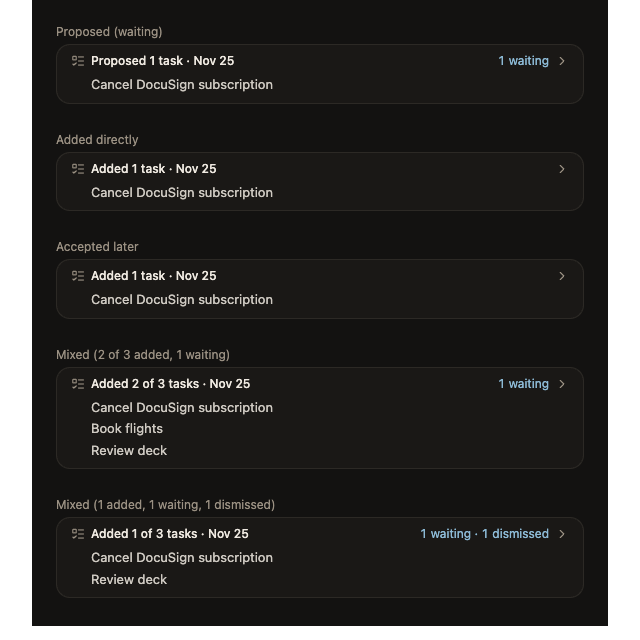 Proposed (waiting)
Proposed 1 task · Nov 25
1 waiting
Cancel DocuSign subscription
Added directly
Added 1 task · Nov 25
Cancel DocuSign subscription
Accepted later
Added 1 task · Nov 25
Cancel DocuSign subscription
Mixed (2 of 3 added, 1 waiting)
Added 2 of 3 tasks · Nov 25
1 waiting
Cancel DocuSign subscription
Book flights
Review deck
Mixed (1 added, 1 waiting, 1 dismissed)
Added 1 of 3 tasks · Nov 25
1 waiting · 1 dismissed
Cancel DocuSign subscription
Review deck